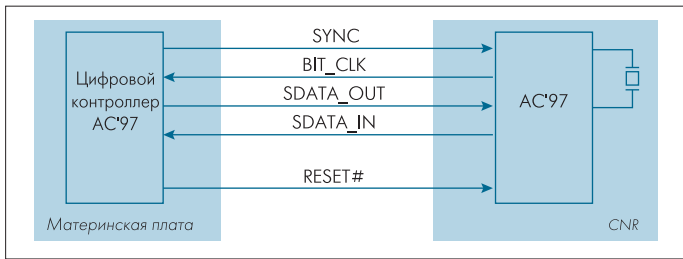 SYNC
BIT_CLK
SDATA_OUT
SDATA_IN
RESET#
Цифровой
контроллер
AC'97
AC'97
Материнская плата
CNR